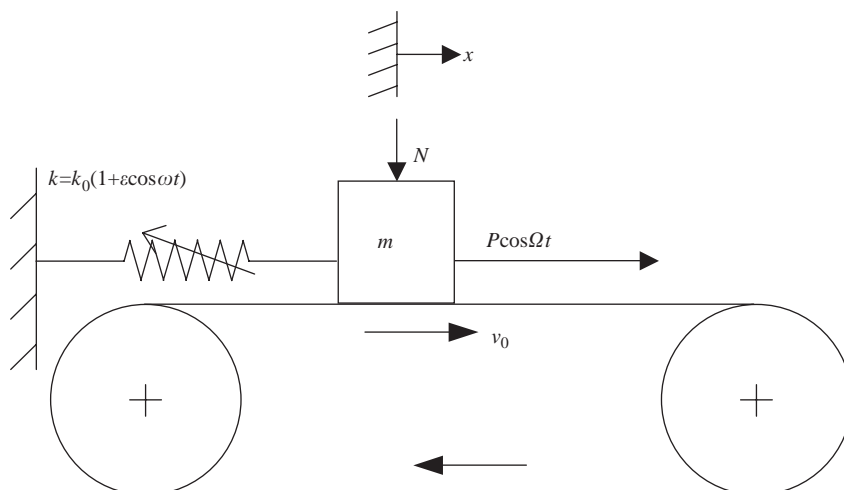 x
N
k=k₀(1+εcosωt)
m
PcosΩt
v₀